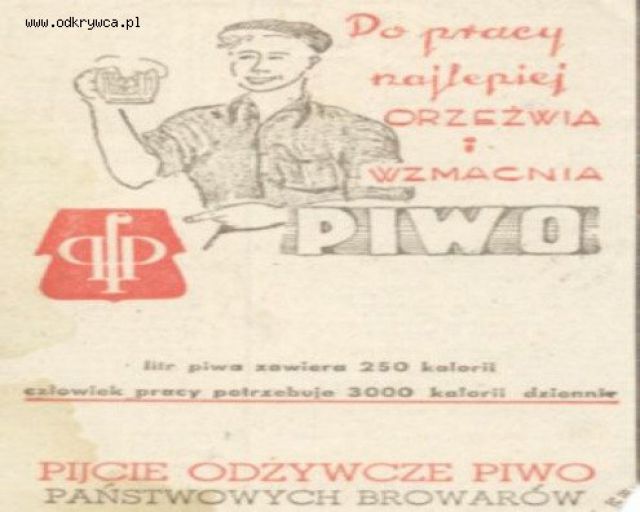 www.odkrywca.pl
Do pracy
najlepiej
ORZEŹWIA
i
WZMACNIA
PIWO
litr piwa zawiera 250 kalorii
człowiek pracy potrzebuje 3000 kalorii dziennie
PIJCIE ODŻYWCZE PIWO
PAŃSTWOWYCH BROWARÓW